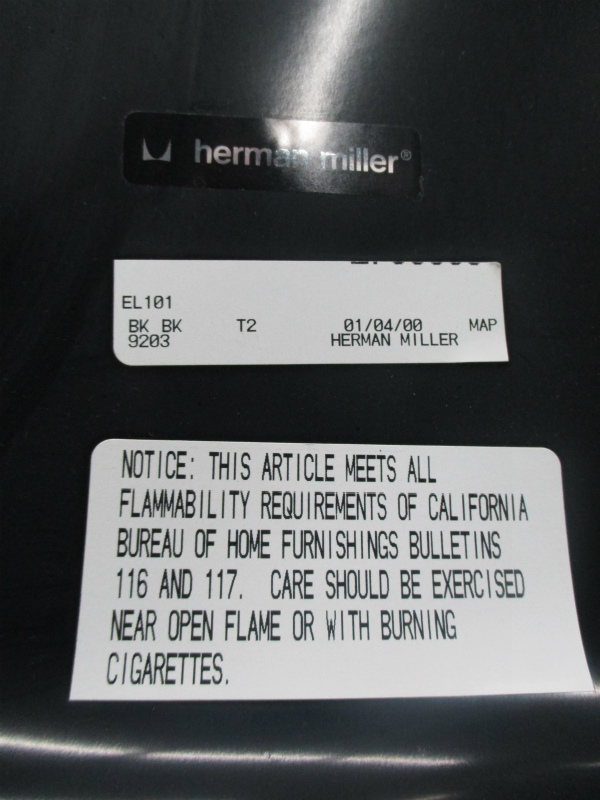 herman miller®
EL101
BK BK T2 01/04/00 MAP
9203 HERMAN MILLER
NOTICE: THIS ARTICLE MEETS ALL
FLAMMABILITY REQUIREMENTS OF CALIFORNIA
BUREAU OF HOME FURNISHINGS BULLETINS
116 AND 117. CARE SHOULD BE EXERCISED
NEAR OPEN FLAME OR WITH BURNING
CIGARETTES.